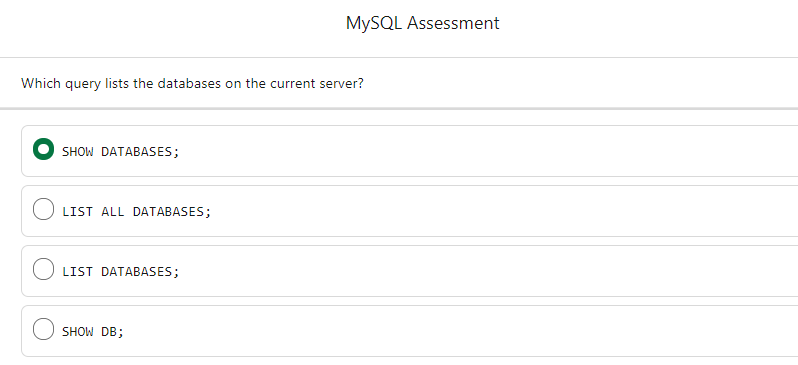 MySQL Assessment
Which query lists the databases on the current server?
SHOW DATABASES;
LIST ALL DATABASES;
LIST DATABASES;
SHOW DB;